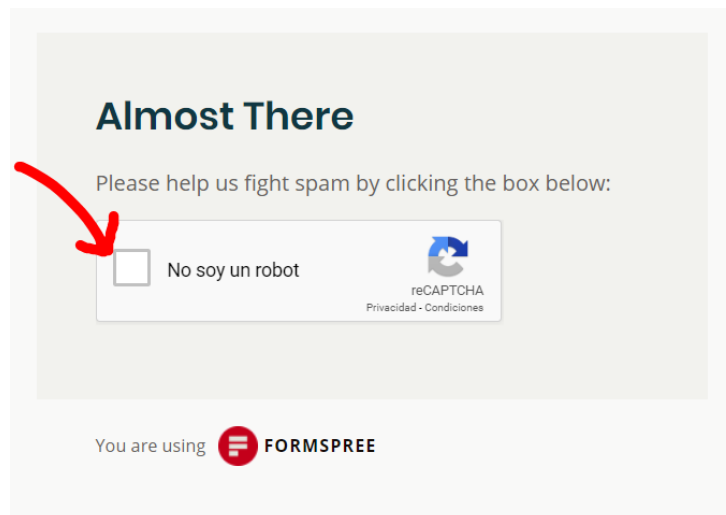 Almost There
Please help us fight spam by clicking the box below:
No soy un robot
reCAPTCHA
Privacidad - Condiciones
You are using FORMSPREE